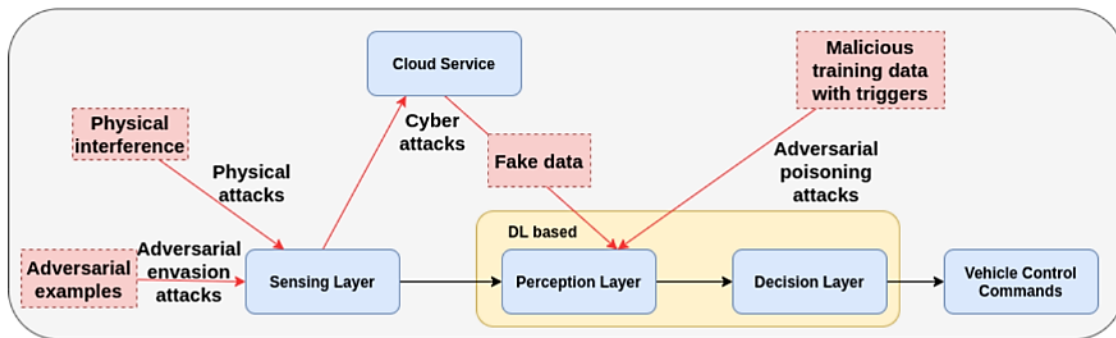 Cloud Service
Malicious
training data
with triggers
Physical
interference
Cyber
attacks
Fake data
Physical
attacks
Adversarial
poisoning
attacks
DL based
Adversarial
examples
Adversarial
envasion
attacks
Sensing Layer
Perception Layer
Decision Layer
Vehicle Control
Commands